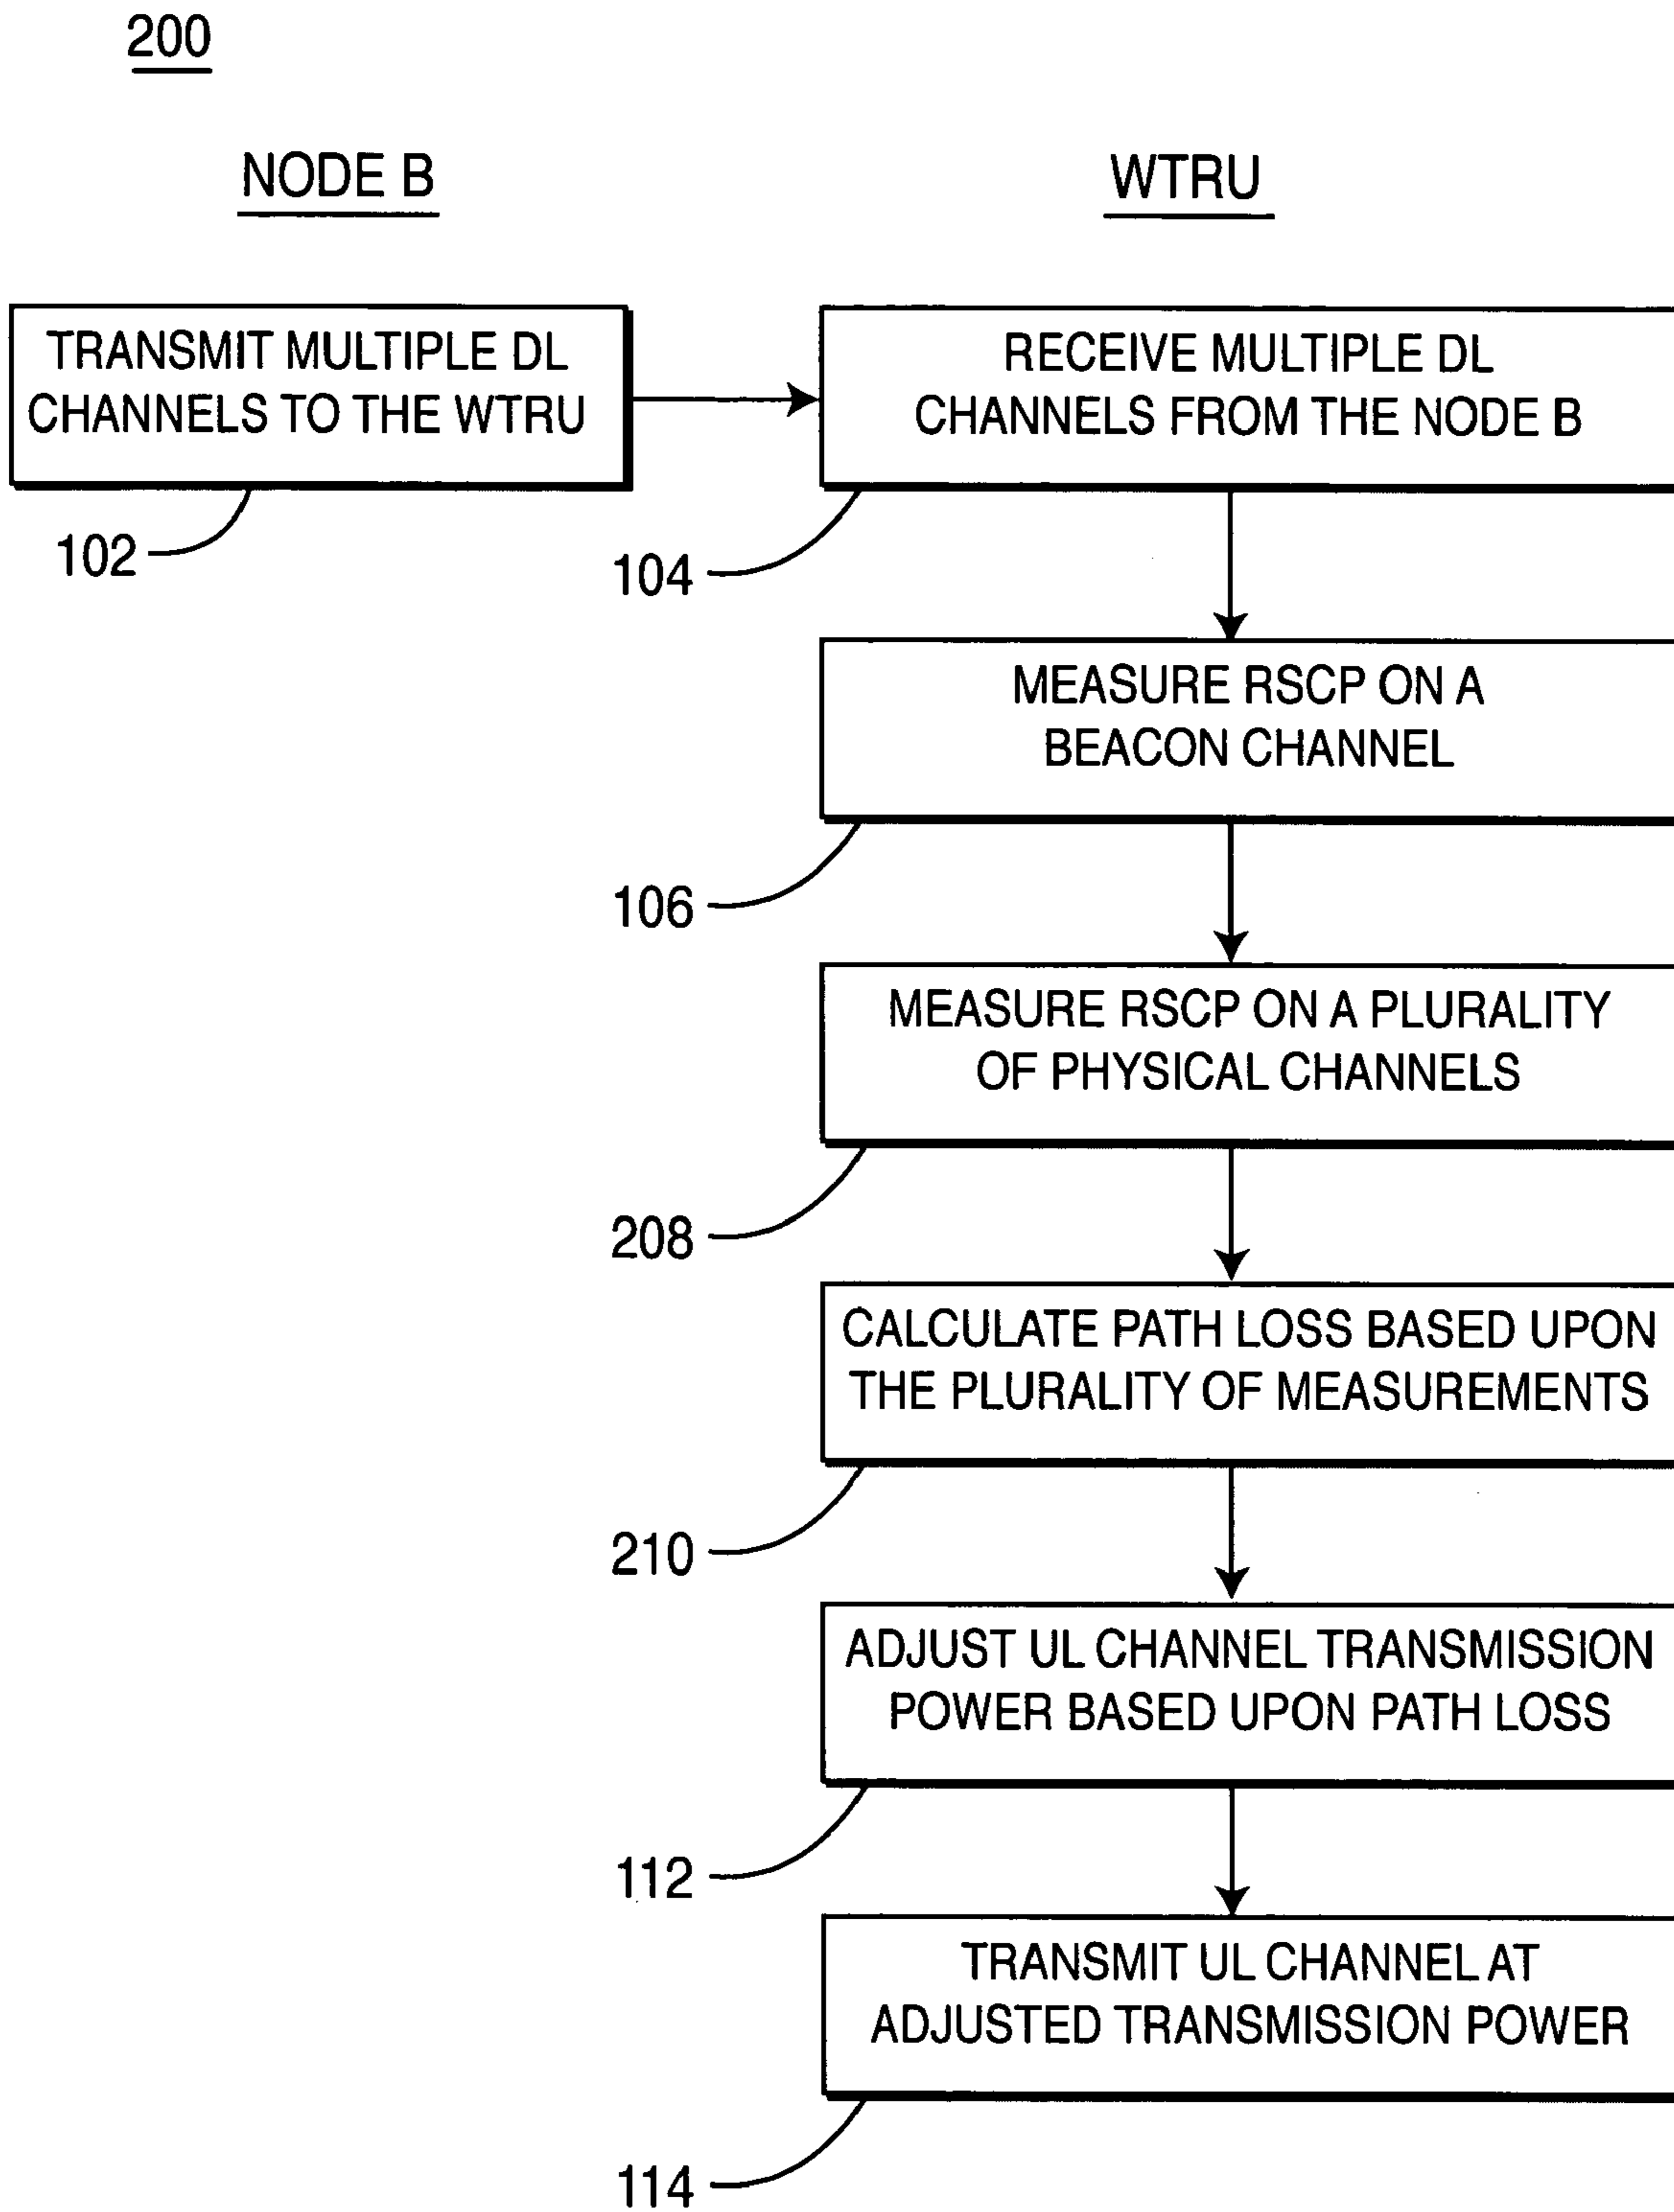 200
NODE B
WTRU
TRANSMIT MULTIPLE DL
CHANNELS TO THE WTRU
102
RECEIVE MULTIPLE DL
CHANNELS FROM THE NODE B
104
MEASURE RSCP ON A
BEACON CHANNEL
106
MEASURE RSCP ON A PLURALITY
OF PHYSICAL CHANNELS
208
CALCULATE PATH LOSS BASED UPON
THE PLURALITY OF MEASUREMENTS
210
ADJUST UL CHANNEL TRANSMISSION
POWER BASED UPON PATH LOSS
112
TRANSMIT UL CHANNEL AT
ADJUSTED TRANSMISSION POWER
114